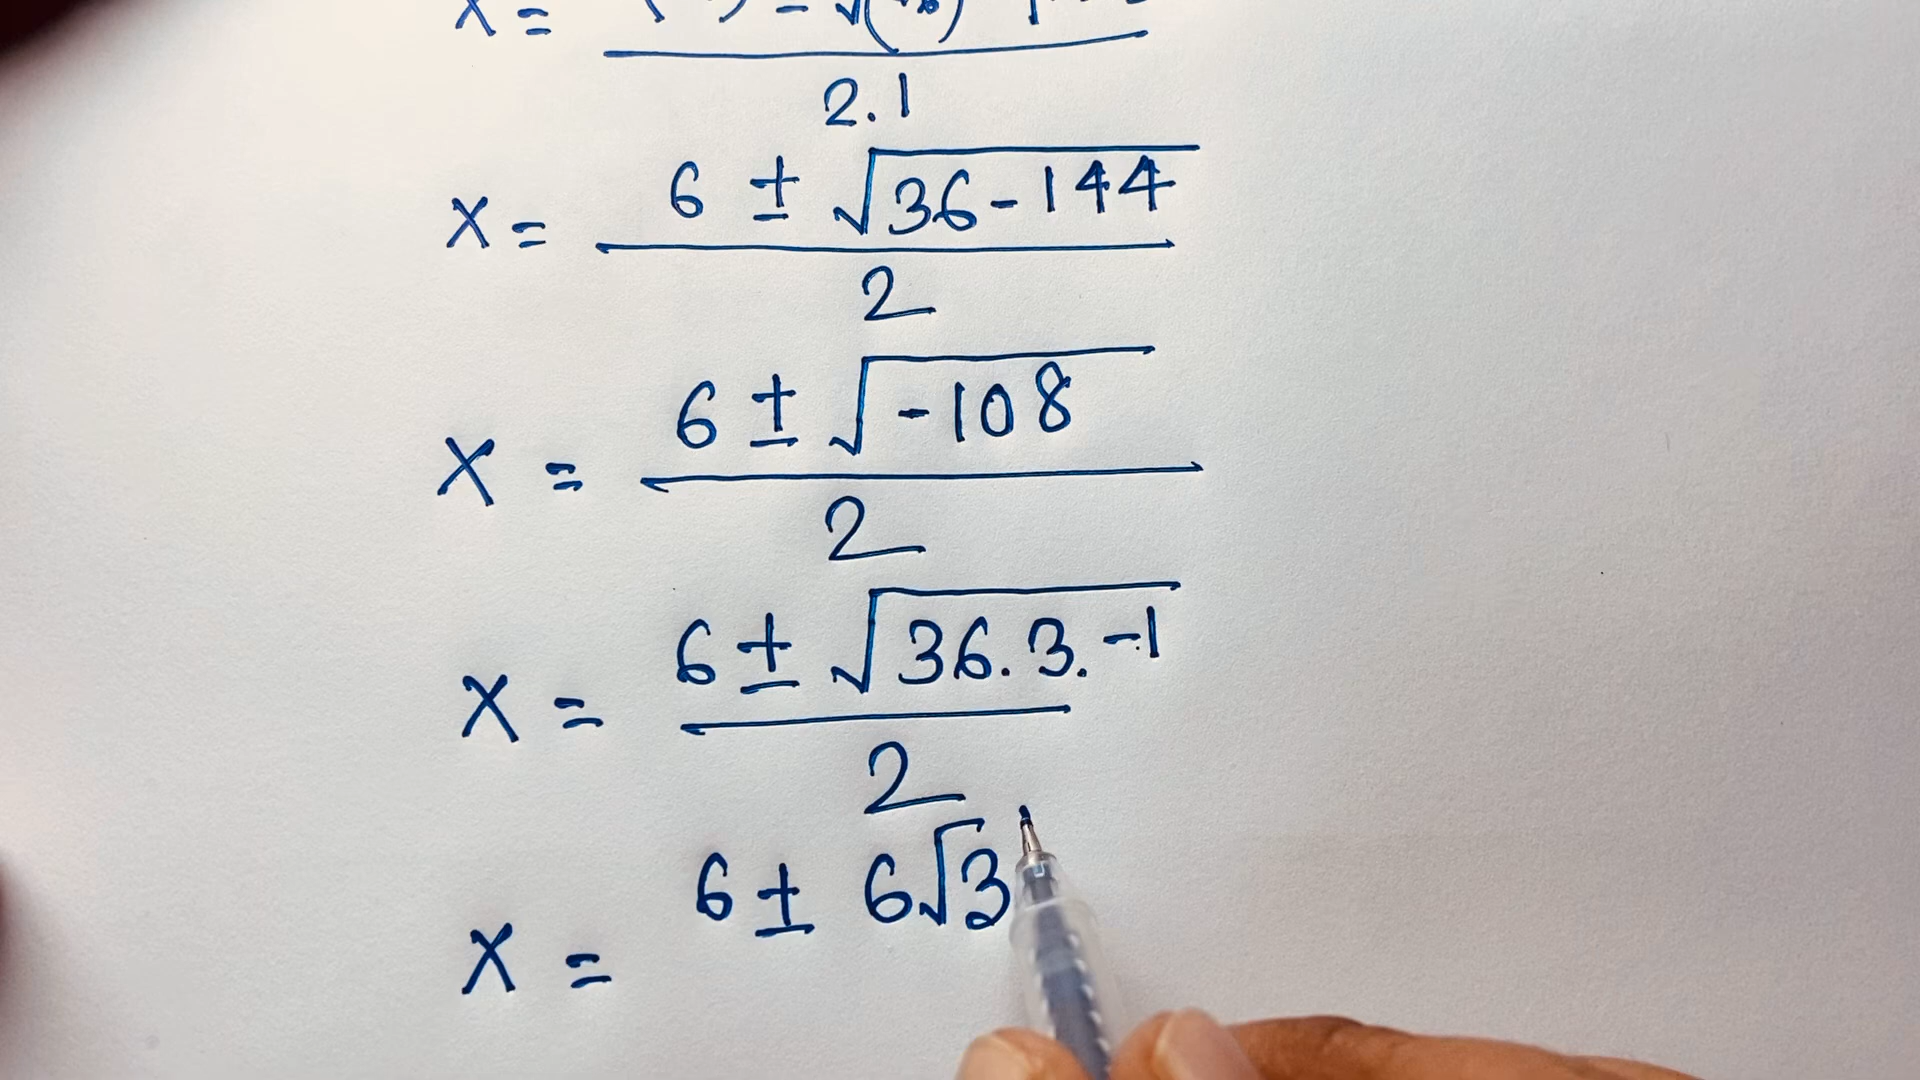 X =
2.1
X = 6 ± √36-144 / 2
X = 6 ± √-108 / 2
X = 6 ± √36.3.-1 / 2
X = 6 ± 6√3